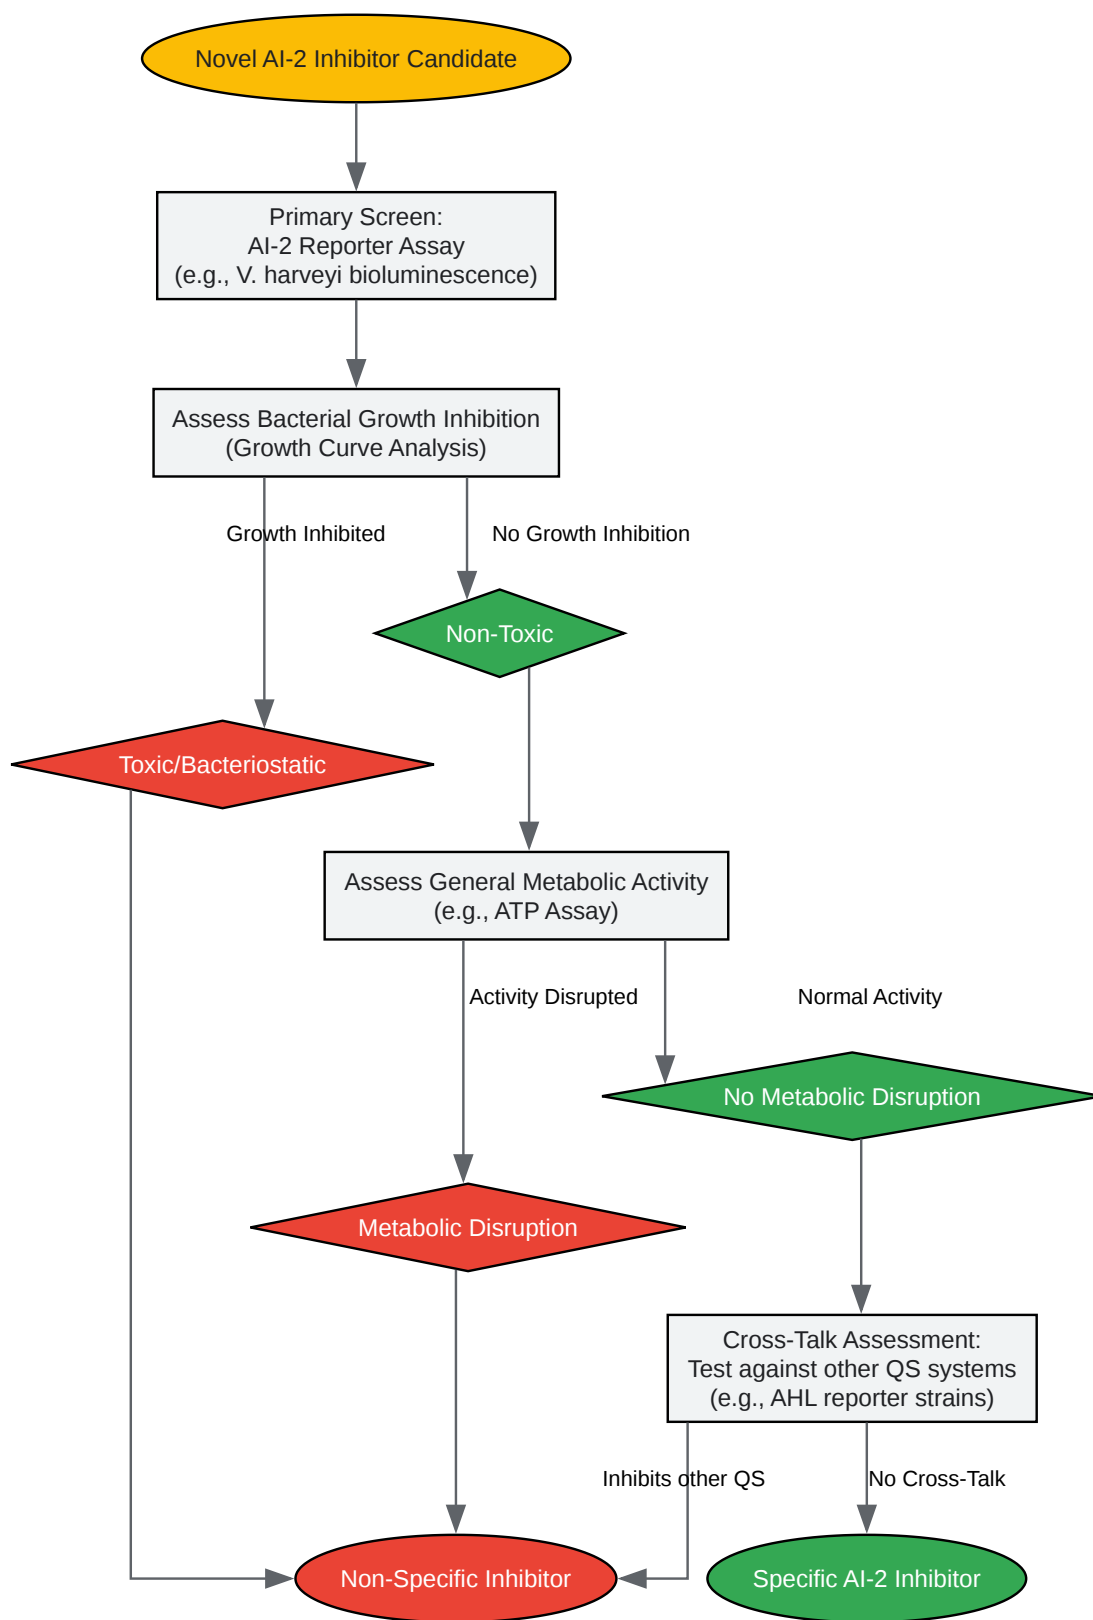 Novel AI-2 Inhibitor Candidate
Primary Screen:
AI-2 Reporter Assay
(e.g., V. harveyi bioluminescence)
Assess Bacterial Growth Inhibition
(Growth Curve Analysis)
Growth Inhibited
No Growth Inhibition
Non-Toxic
Toxic/Bacteriostatic
Assess General Metabolic Activity
(e.g., ATP Assay)
Activity Disrupted
Normal Activity
No Metabolic Disruption
Metabolic Disruption
Cross-Talk Assessment:
Test against other QS systems
(e.g., AHL reporter strains)
Inhibits other QS
No Cross-Talk
Non-Specific Inhibitor
Specific AI-2 Inhibitor